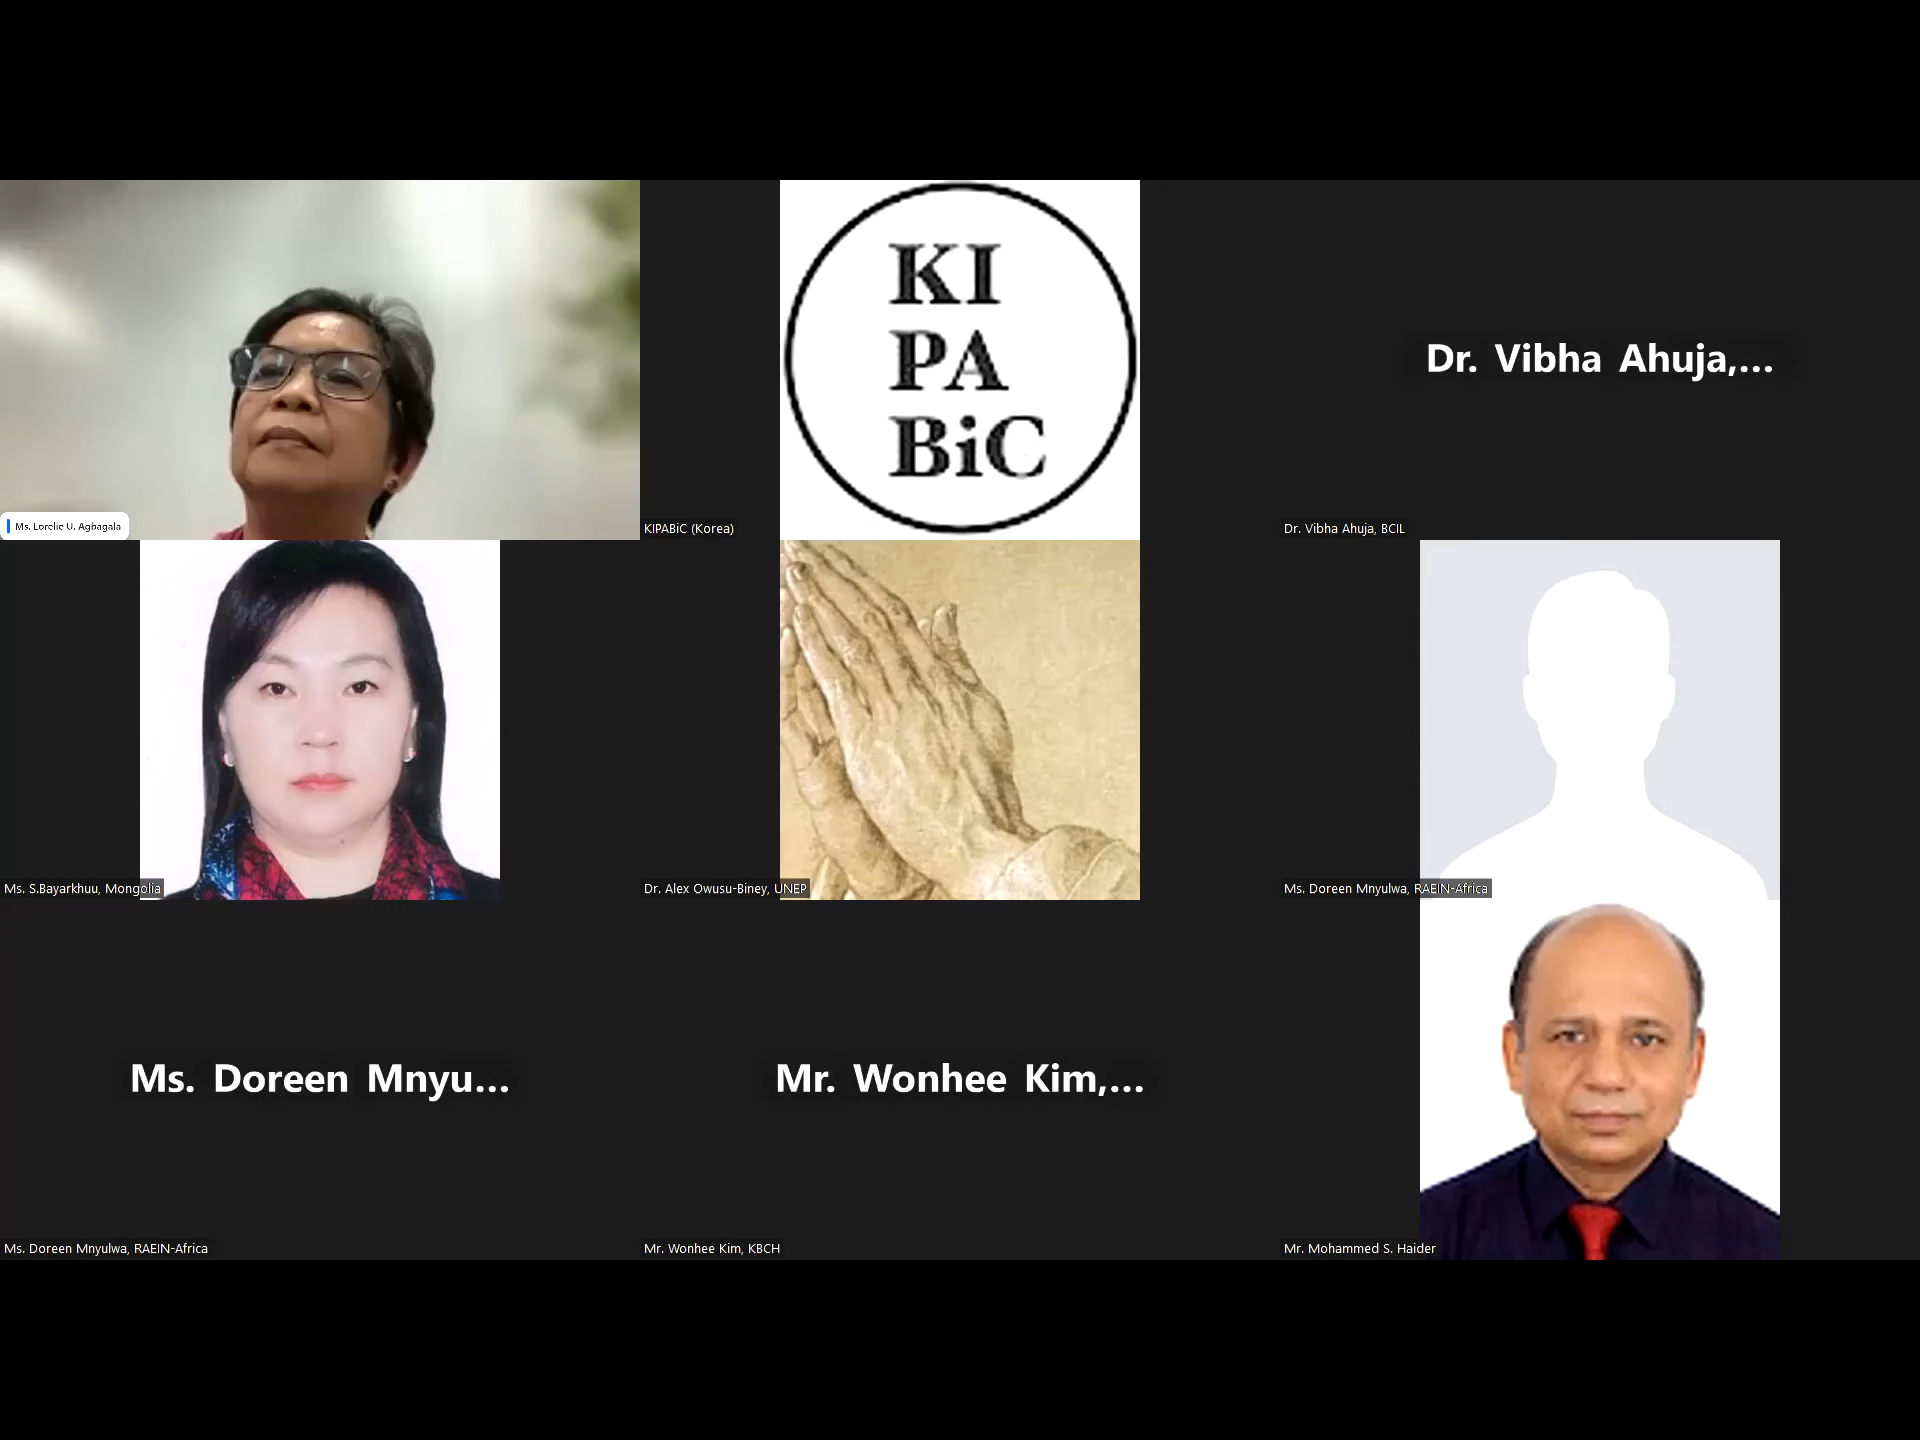 KI
PA
BiC
Dr. Vibha Ahuja,...
Ms. Lorelie U. Agbagala
KIPABiC (Korea)
Dr. Vibha Ahuja, BCIL
Ms. S.Bayarkhuu, Mongolia
Dr. Alex Owusu-Biney, UNEP
Ms. Doreen Mnyulwa, RAEIN-Africa
Ms. Doreen Mnyu...
Mr. Wonhee Kim,...
Ms. Doreen Mnyulwa, RAEIN-Africa
Mr. Wonhee Kim, KBCH
Mr. Mohammed S. Haider